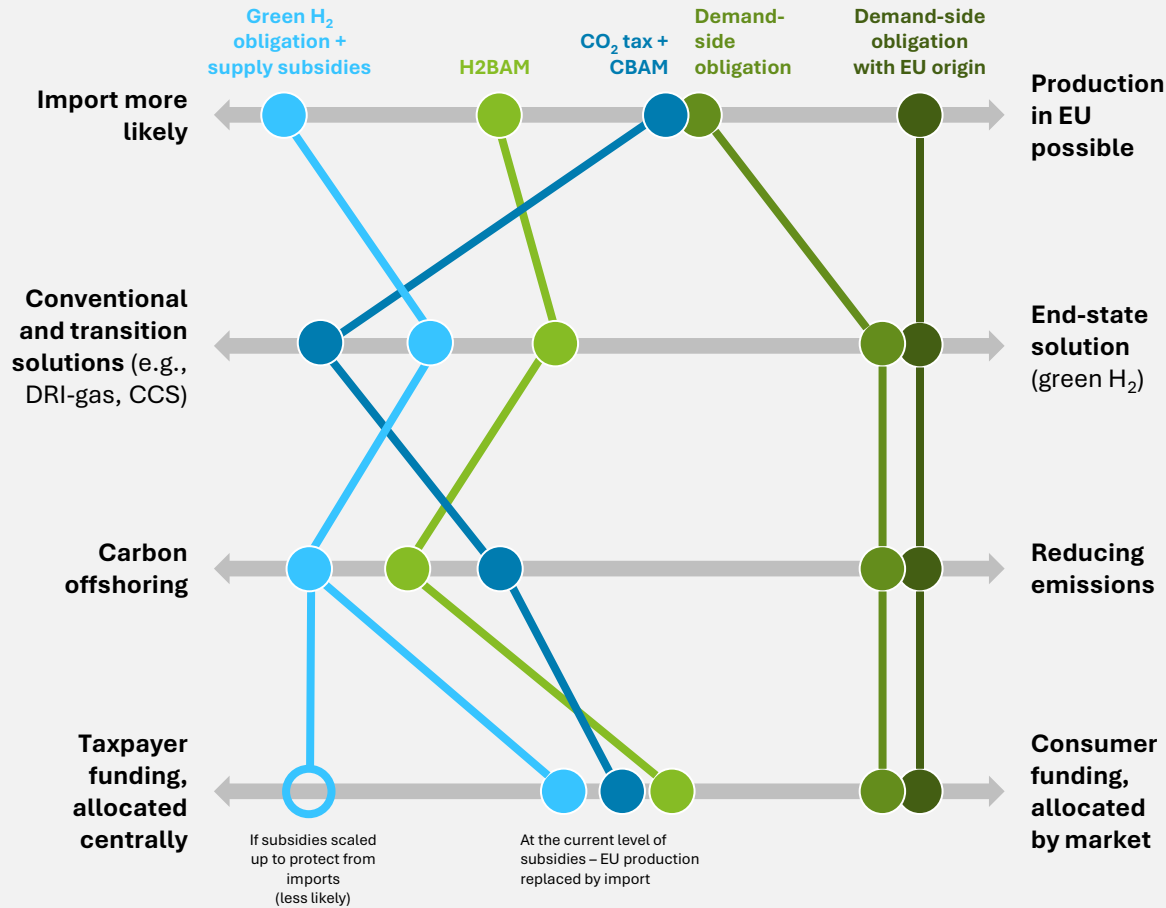 Green H₂
obligation +
supply subsidies
H2BAM
CO₂ tax +
CBAM
Demand-
side
obligation
Demand-side
obligation
with EU origin
Import more
likely
Production
in EU
possible
Conventional
and transition
solutions (e.g.,
DRI-gas, CCS)
End-state
solution
(green H₂)
Carbon
offshoring
Reducing
emissions
Taxpayer
funding,
allocated
centrally
Consumer
funding,
allocated
by market
If subsidies scaled
up to protect from
imports
(less likely)
At the current level of
subsidies – EU production
replaced by import